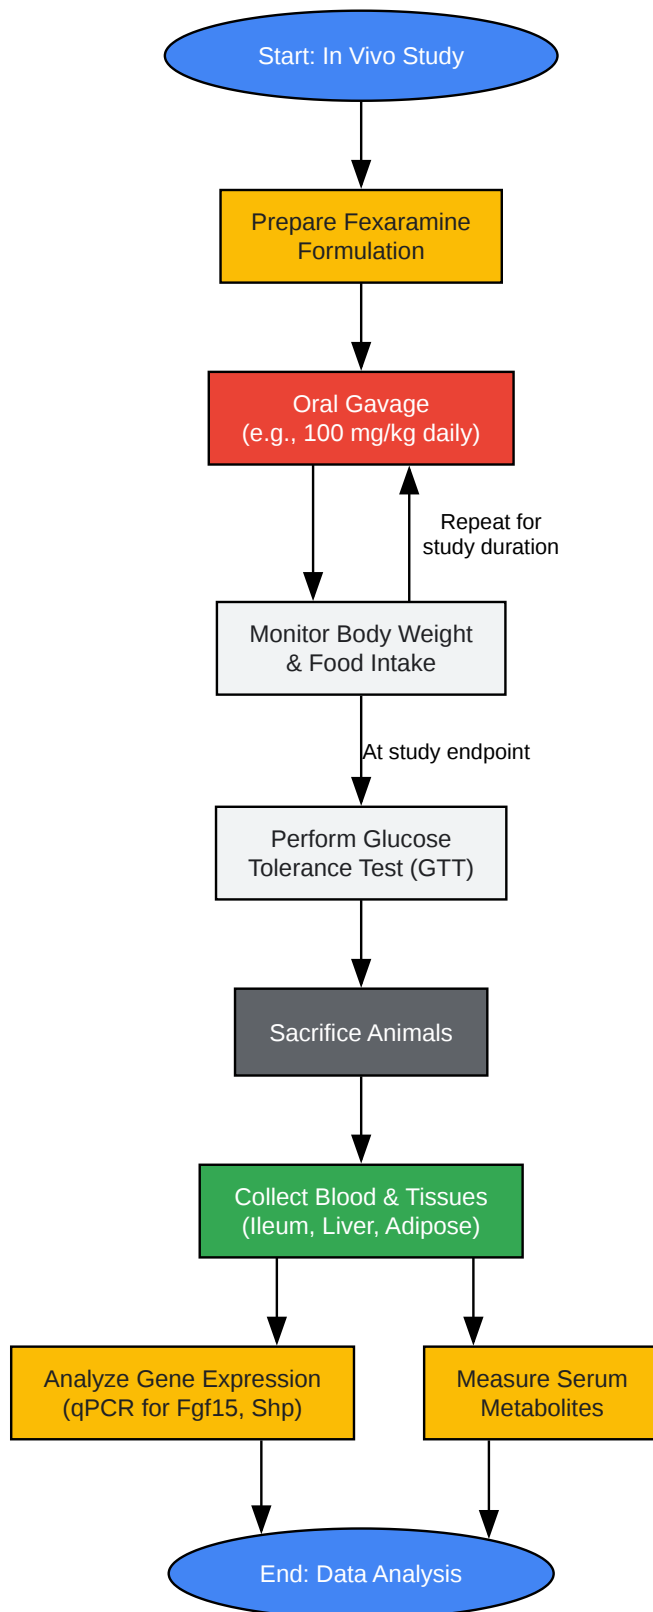 Start: In Vivo Study
Prepare Fexaramine
Formulation
Oral Gavage
(e.g., 100 mg/kg daily)
Repeat for
study duration
Monitor Body Weight
& Food Intake
At study endpoint
Perform Glucose
Tolerance Test (GTT)
Sacrifice Animals
Collect Blood & Tissues
(Ileum, Liver, Adipose)
Analyze Gene Expression
(qPCR for Fgf15, Shp)
Measure Serum
Metabolites
End: Data Analysis